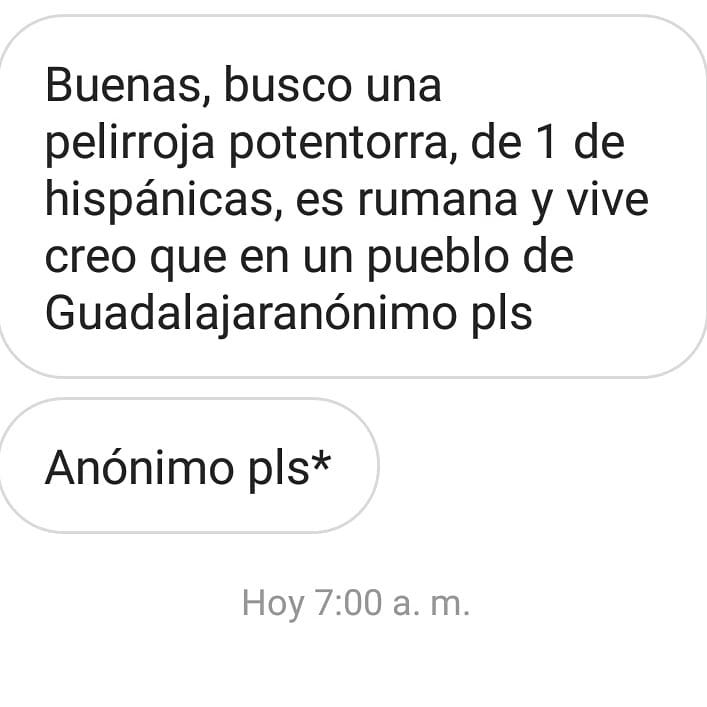 Buenas, busco una
pelirroja potentorra, de 1 de
hispánicas, es rumana y vive
creo que en un pueblo de
Guadalajaranónimo pls
Anónimo pls*
Hoy 7:00 a. m.